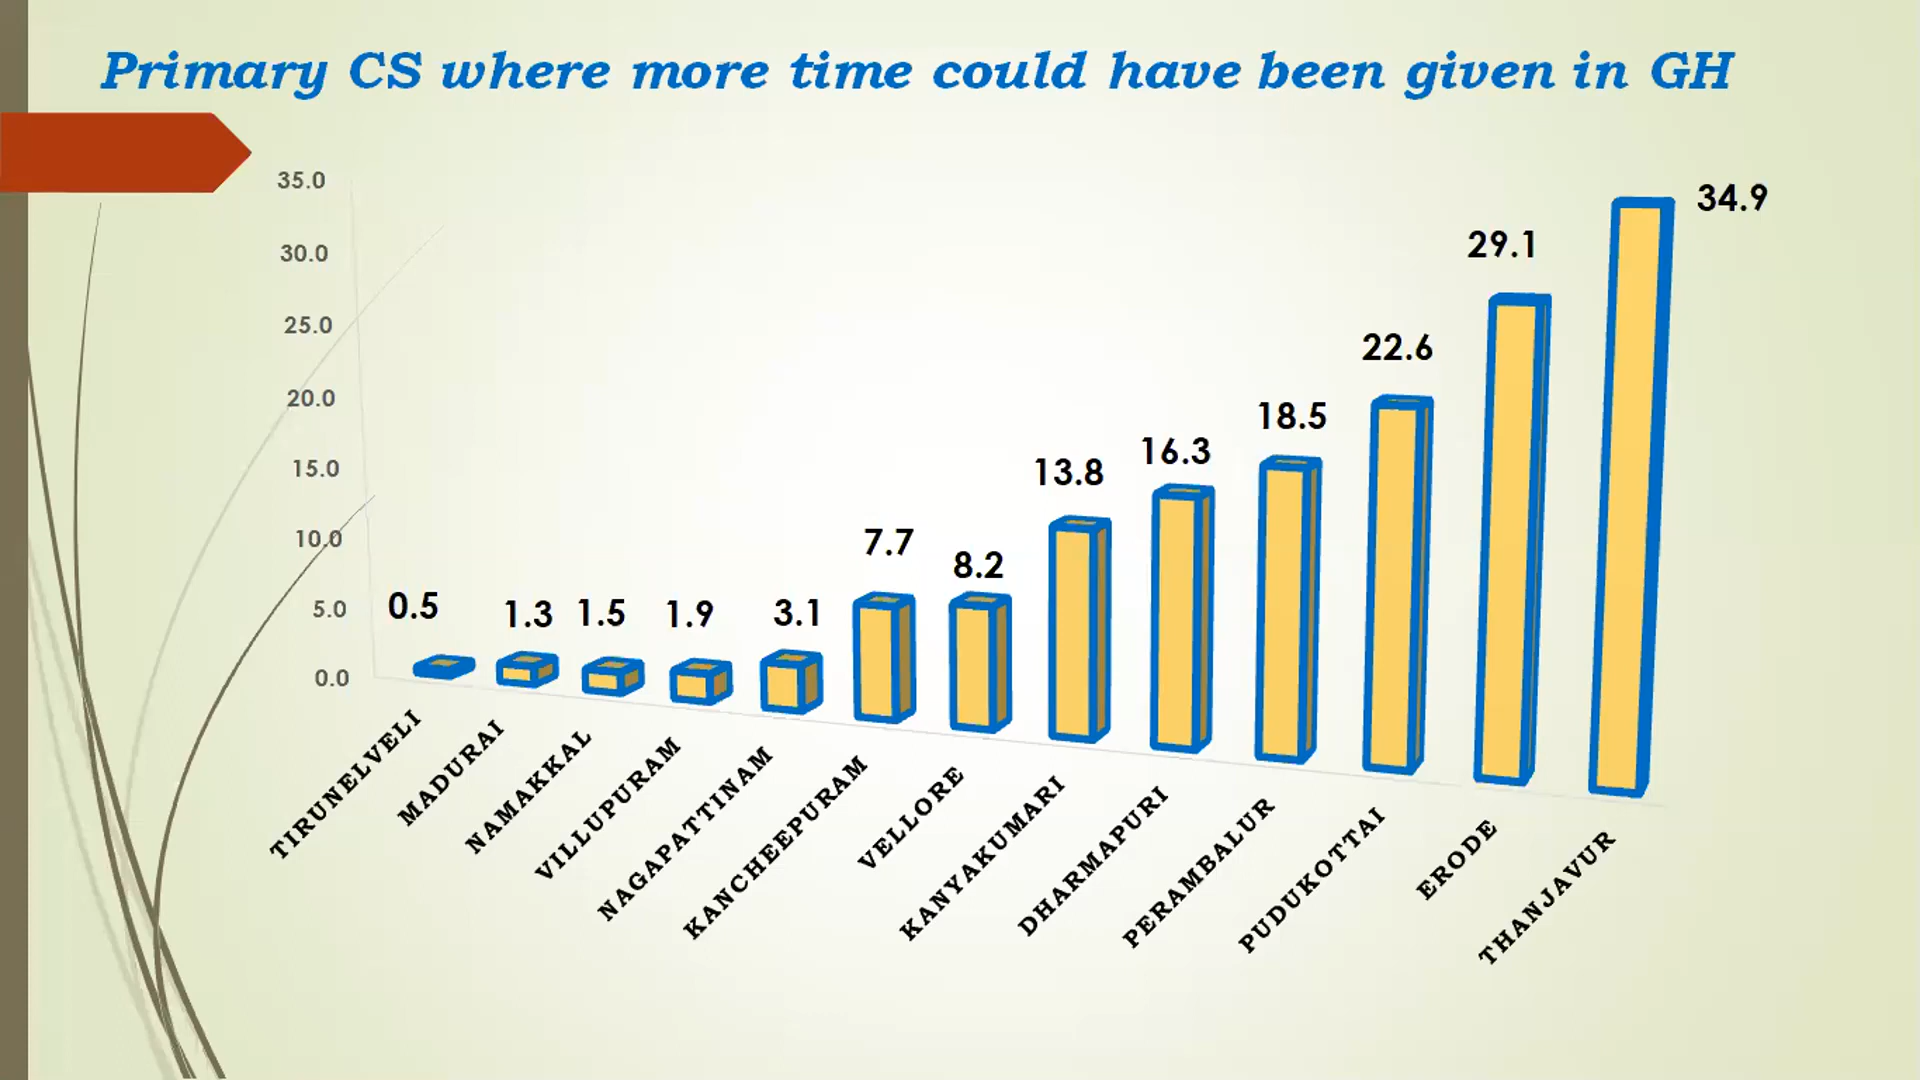 Primary CS where more time could have been given in GH
35.0
30.0
25.0
20.0
15.0
10.0
5.0
0.0
0.5
1.3
1.5
1.9
3.1
7.7
8.2
13.8
16.3
18.5
22.6
29.1
34.9
TIRUNELVELI
MADURAI
NAMAKKAL
VILLUPURAM
NAGAPATTINAM
KANCHEEPURAM
VELLORE
KANYAKUMARI
DHARMAPURI
PERAMBALUR
PUDUKOTTAI
ERODE
THANJAVUR